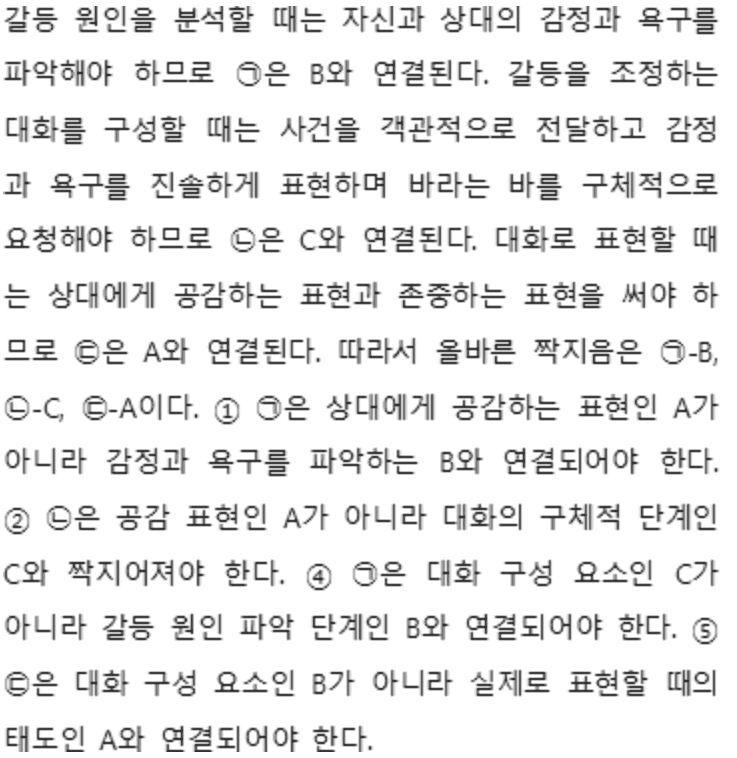 갈등 원인을 분석할 때는 자신과 상대의 감정과 욕구를
파악해야 하므로 ㉠은 B와 연결된다. 갈등을 조정하는
대화를 구성할 때는 사건을 객관적으로 전달하고 감정
과 욕구를 진솔하게 표현하며 바라는 바를 구체적으로
요청해야 하므로 ㉡은 C와 연결된다. 대화로 표현할 때
는 상대에게 공감하는 표현과 존중하는 표현을 써야 하
므로 ㉢은 A와 연결된다. 따라서 올바른 짝지음은 ㉠-B,
㉡-C, ㉢-A이다. ① ㉠은 상대에게 공감하는 표현인 A가
아니라 감정과 욕구를 파악하는 B와 연결되어야 한다.
② ㉡은 공감 표현인 A가 아니라 대화의 구체적 단계인
C와 짝지어져야 한다. ④ ㉠은 대화 구성 요소인 C가
아니라 갈등 원인 파악 단계인 B와 연결되어야 한다. ⑤
㉢은 대화 구성 요소인 B가 아니라 실제로 표현할 때의
태도인 A와 연결되어야 한다.